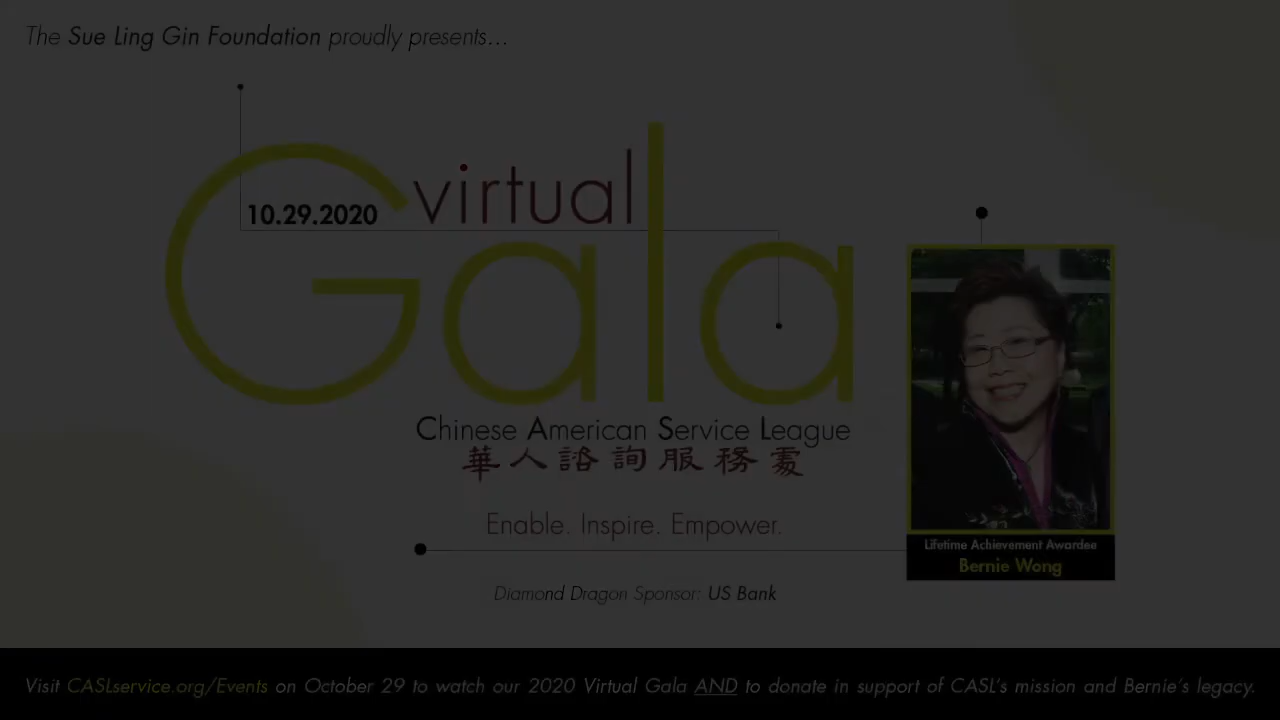 The Sue Ling Gin Foundation proudly presents...
10.29.2020
virtual
Gala
Chinese American Service League
華人諮詢服務處
Enable. Inspire. Empower.
Diamond Dragon Sponsor: US Bank
Lifetime Achievement Awardee
Bernie Wong
Visit CASLservice.org/Events on October 29 to watch our 2020 Virtual Gala AND to donate in support of CASL's mission and Bernie's legacy.